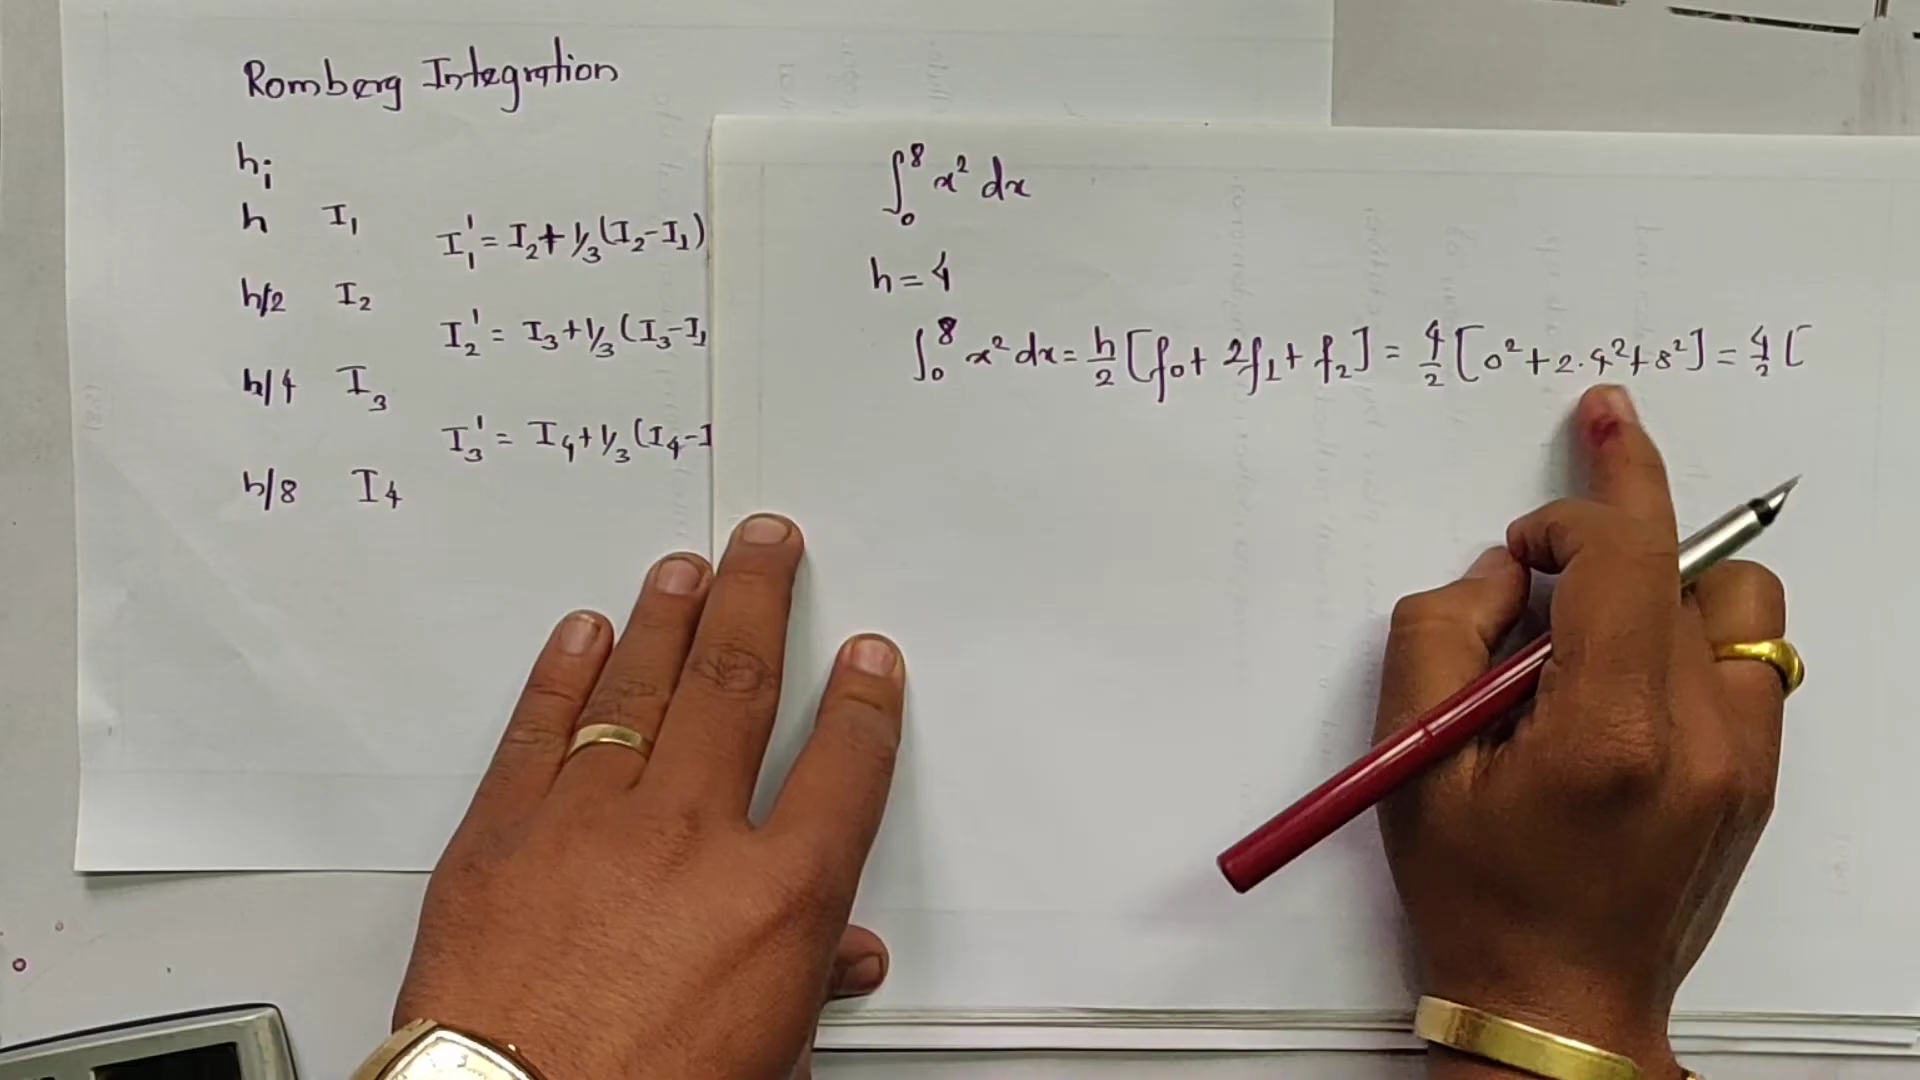 Romberg Integration
hᵢ
h I₁
I₁' = I₂ + 1/3 (I₂ - I₁)
h/2 I₂
I₂' = I₃ + 1/3 (I₃ - I
h/4 I₃
I₃' = I₄ + 1/3 (I₄ - I
h/8 I₄
∫₀⁸ x² dx
h = 4
∫₀⁸ x² dx = h/2 [f₀ + 2f₁ + f₂] = 4/2 [0² + 2·4² + 8²] = 4/2 [